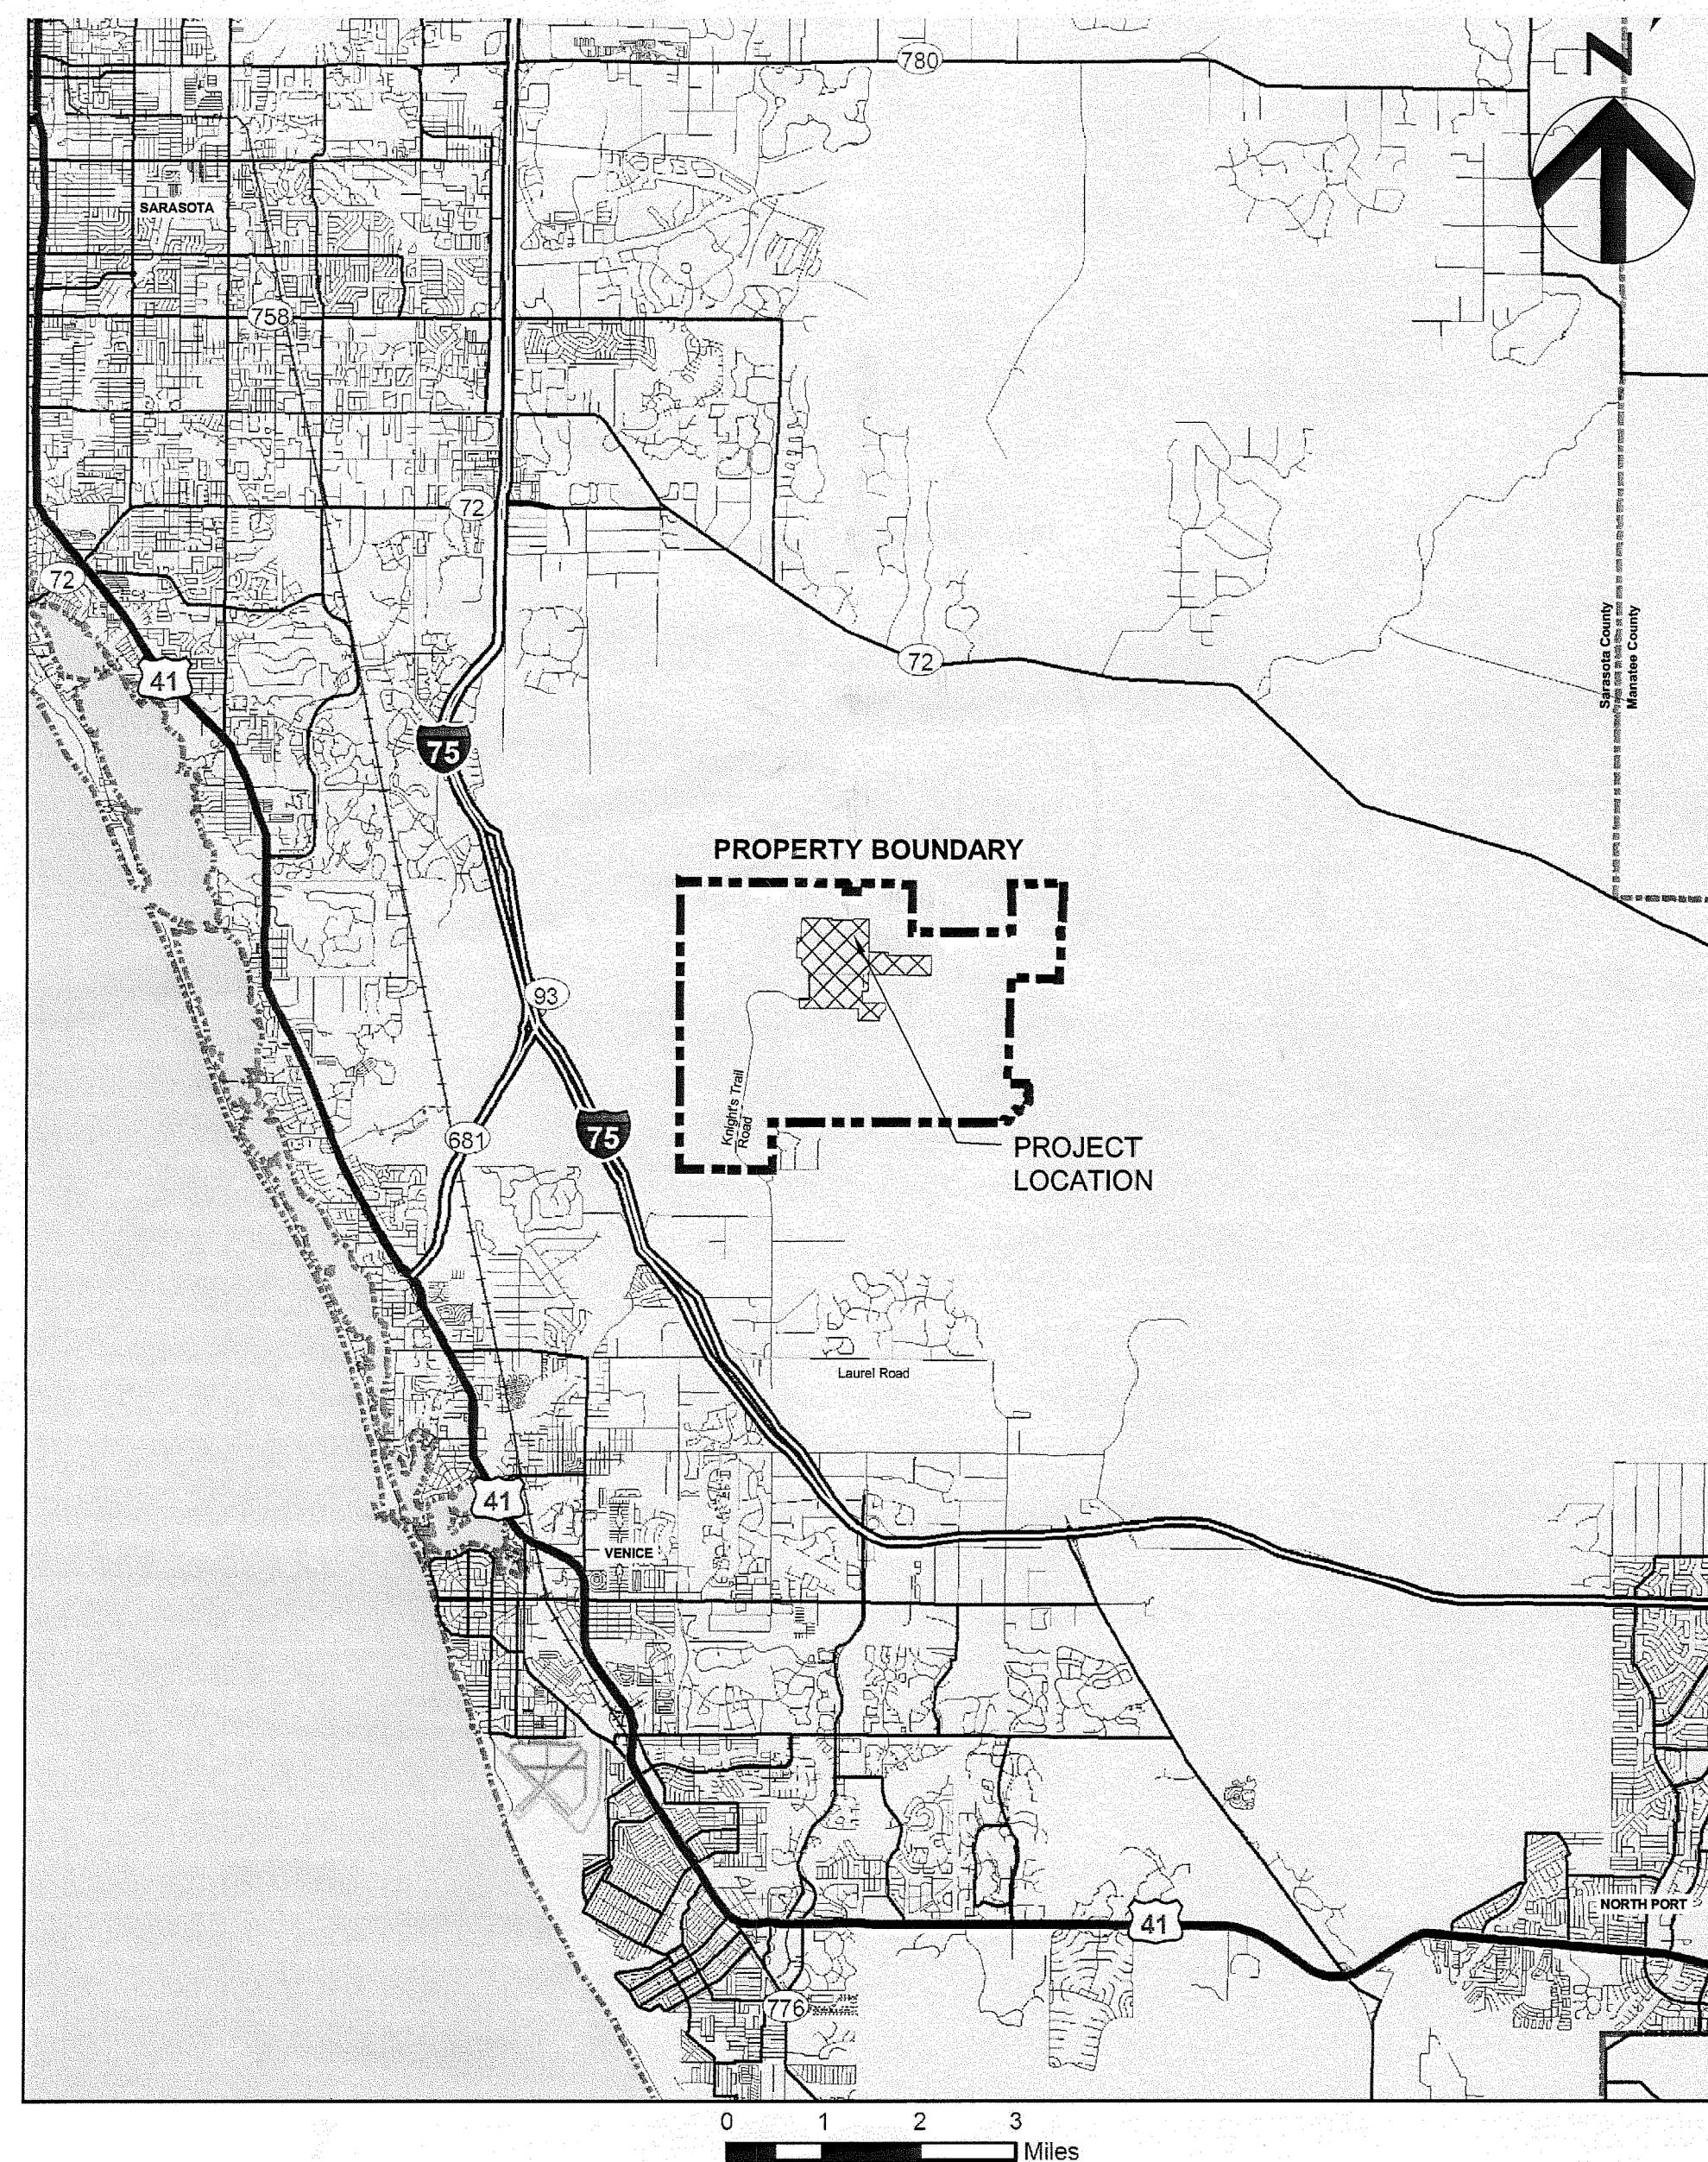 780
N
SARASOTA
758
72
72
41
72
Sarasota County
Manatee County
75
PROPERTY BOUNDARY
93
Knight's Trail
Road
681
75
PROJECT
LOCATION
Laurel Road
41
VENICE
NORTH PORT
41
776
0 1 2 3
Miles